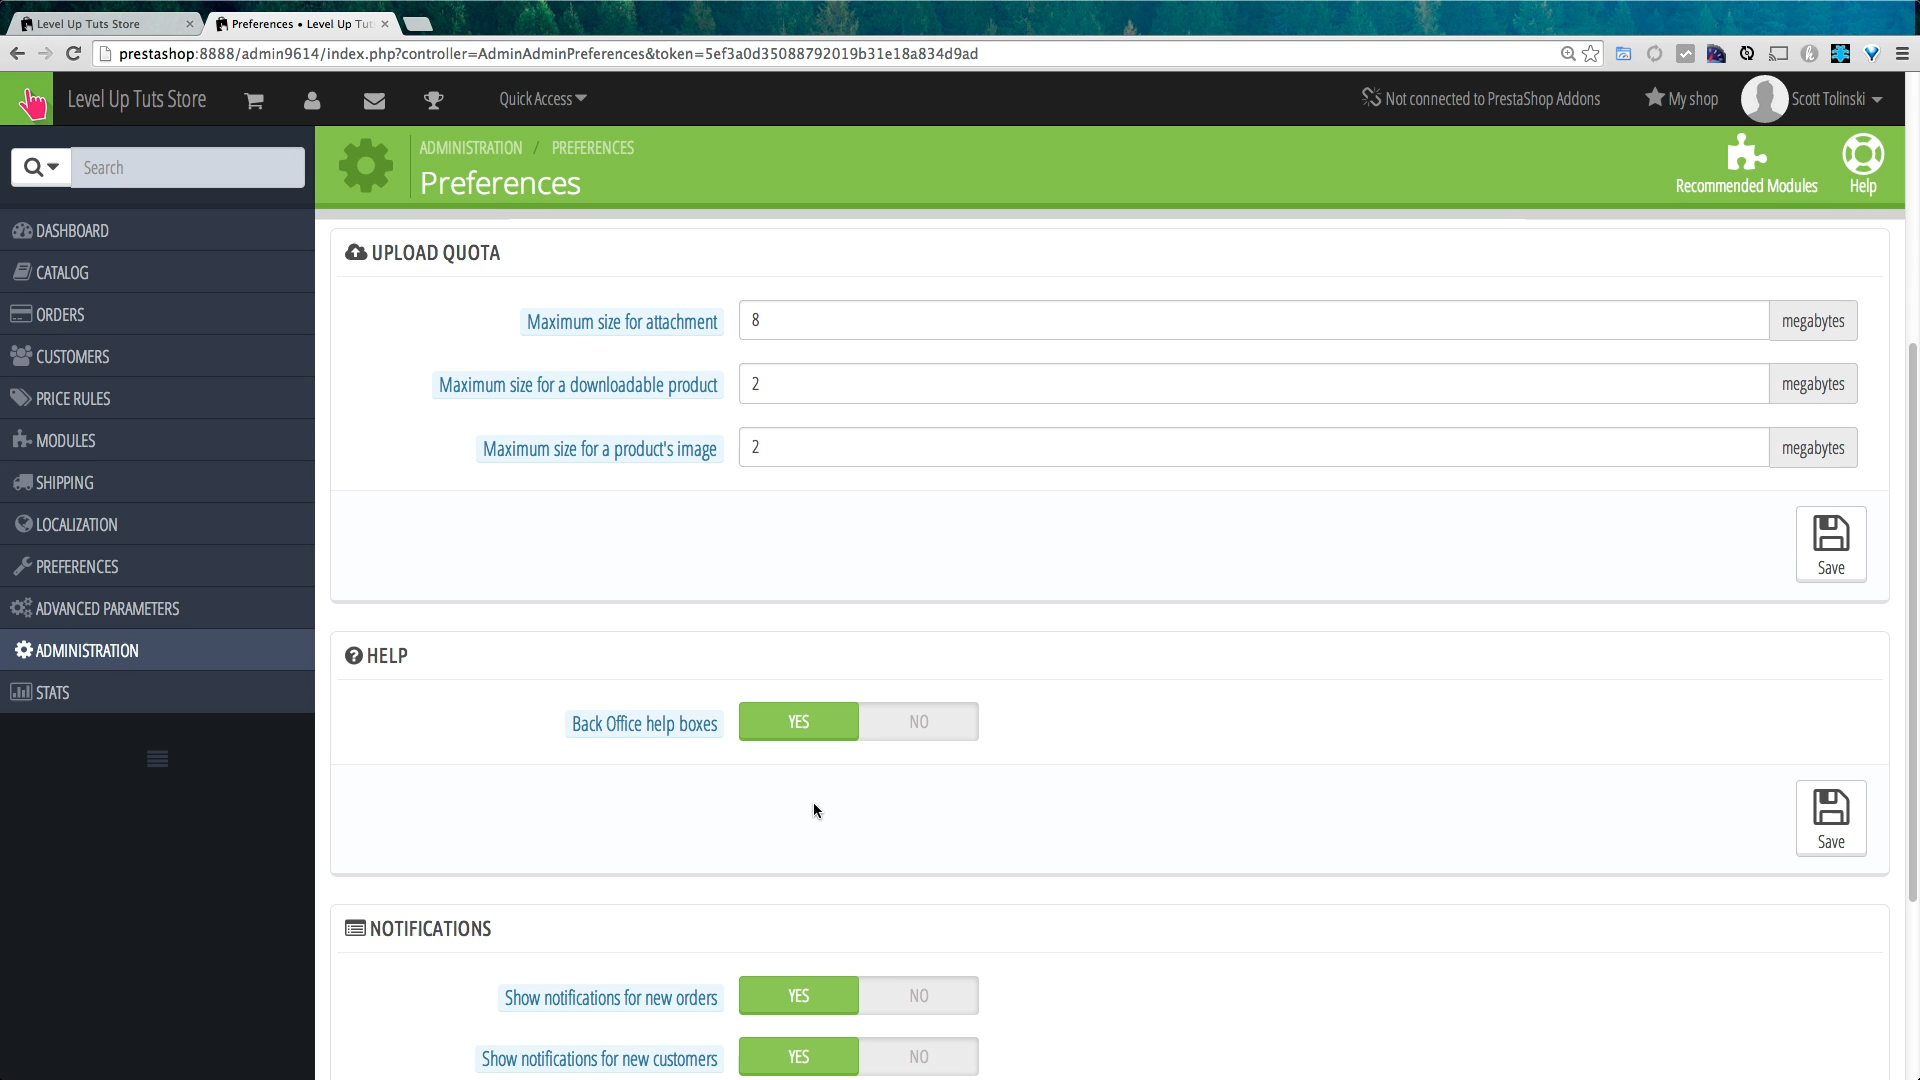 Level Up Tuts Store
Preferences • Level Up Tut
prestashop:8888/admin9614/index.php?controller=AdminAdminPreferences&token=5ef3a0d35088792019b31e18a834d9ad
Level Up Tuts Store
Quick Access
Not connected to PrestaShop Addons
My shop
Scott Tolinski
Search
ADMINISTRATION / PREFERENCES
Preferences
Recommended Modules
Help
DASHBOARD
CATALOG
ORDERS
CUSTOMERS
PRICE RULES
MODULES
SHIPPING
LOCALIZATION
PREFERENCES
ADVANCED PARAMETERS
ADMINISTRATION
STATS
UPLOAD QUOTA
Maximum size for attachment 8 megabytes
Maximum size for a downloadable product 2 megabytes
Maximum size for a product's image 2 megabytes
Save
HELP
Back Office help boxes YES NO
Save
NOTIFICATIONS
Show notifications for new orders YES NO
Show notifications for new customers YES NO